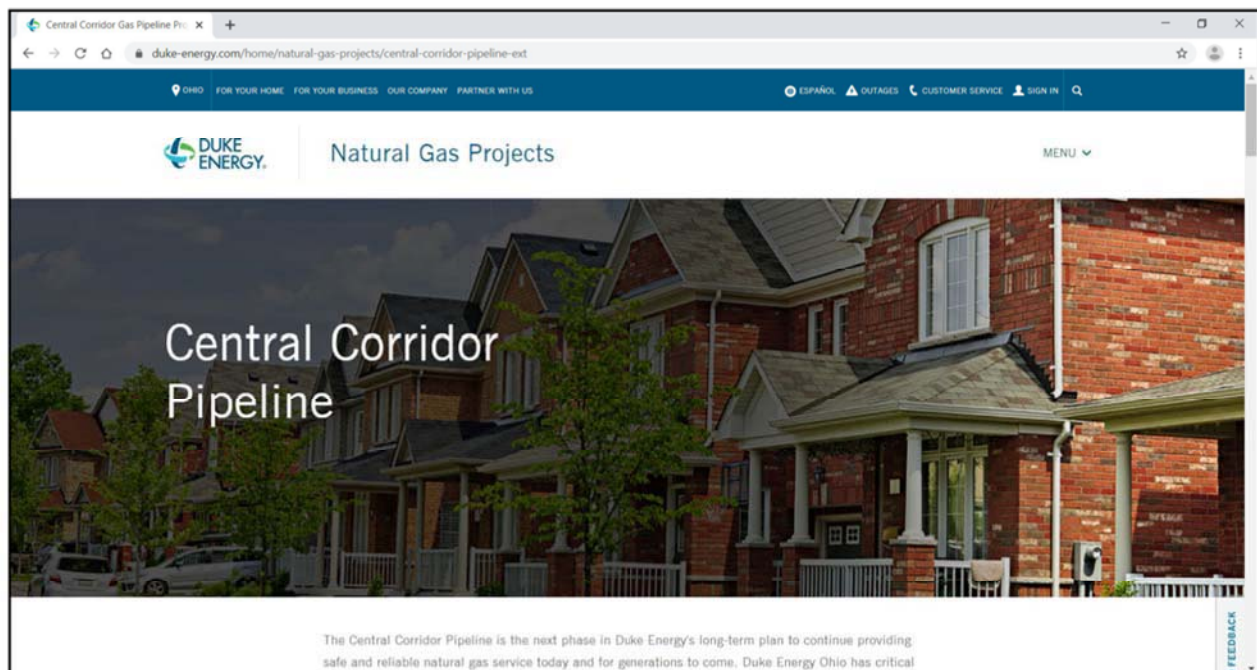 Central Corridor Gas Pipeline Pro
duke-energy.com/home/natural-gas-projects/central-corridor-pipeline-ext
OHIO FOR YOUR HOME FOR YOUR BUSINESS OUR COMPANY PARTNER WITH US ESPAÑOL OUTAGES CUSTOMER SERVICE SIGN IN
DUKE
ENERGY®
Natural Gas Projects
MENU
Central Corridor
Pipeline
The Central Corridor Pipeline is the next phase in Duke Energy's long-term plan to continue providing
safe and reliable natural gas service today and for generations to come. Duke Energy Ohio has critical
FEEDBACK